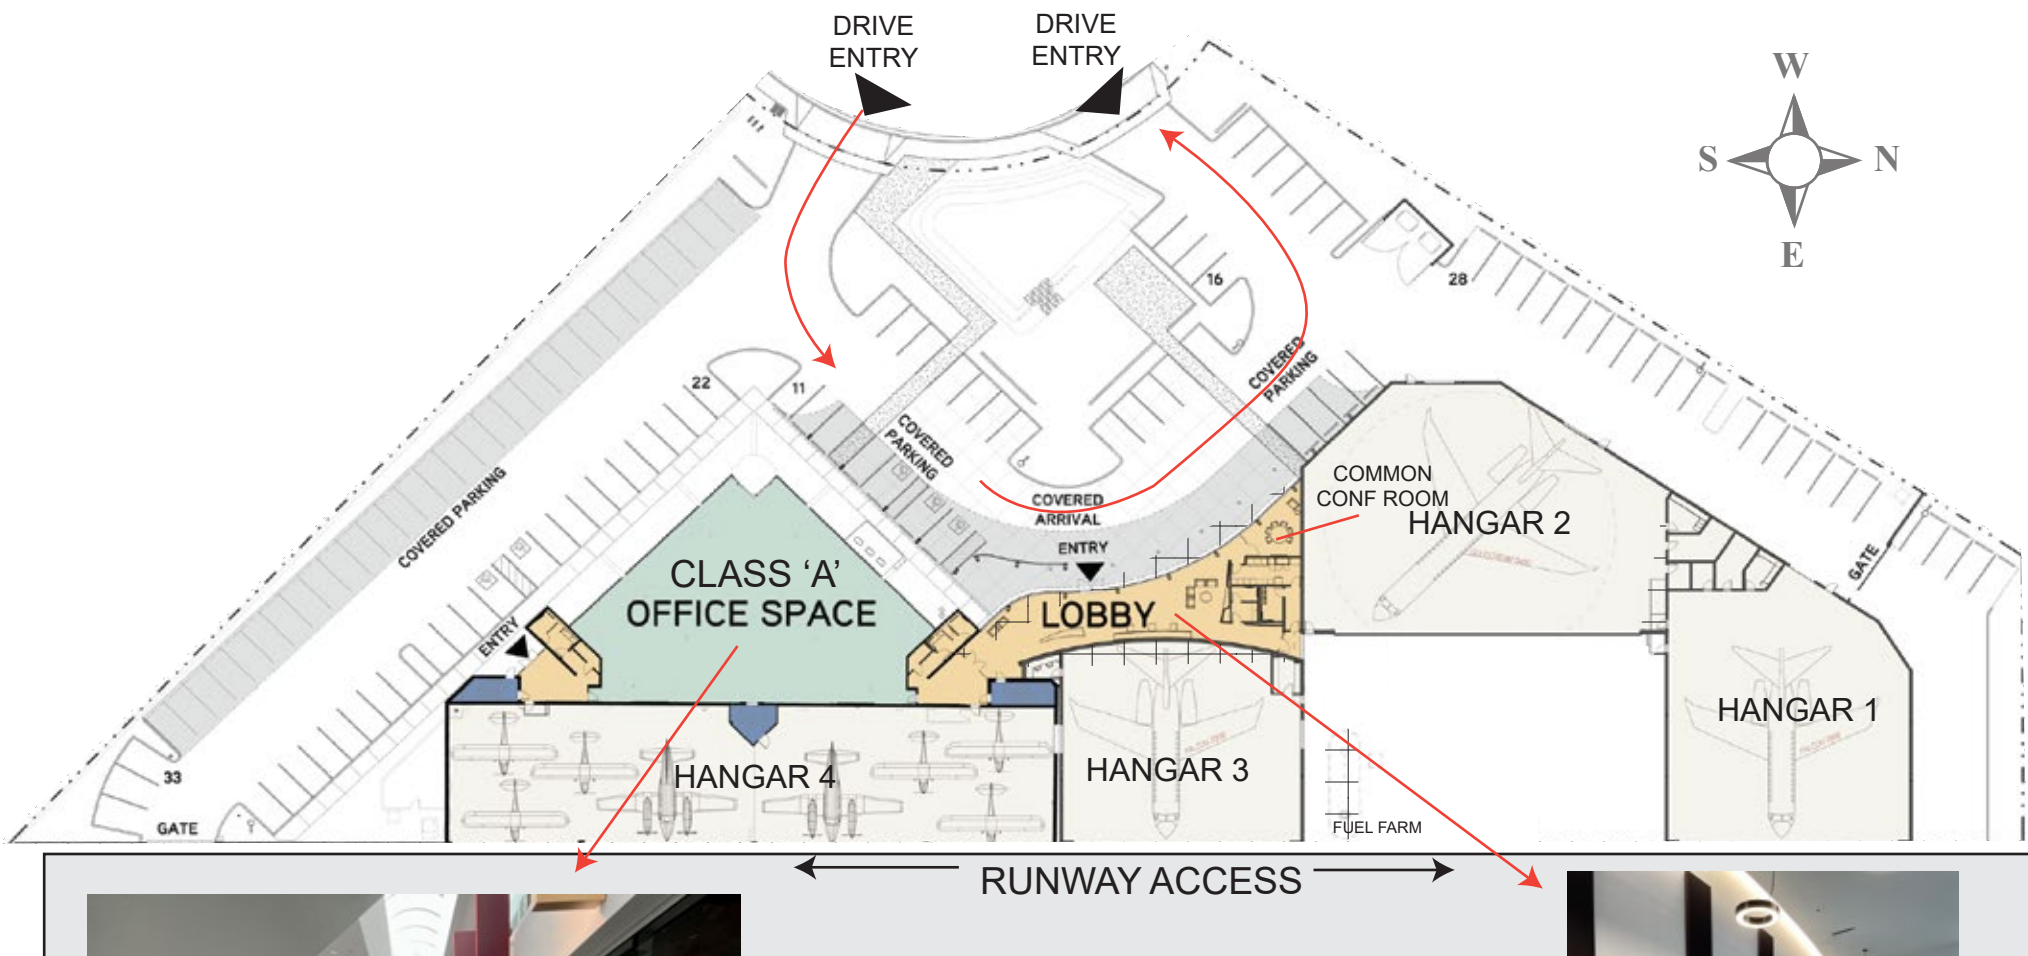 DRIVE
ENTRY
DRIVE
ENTRY
W
S
N
E
16
28
COVERED
PARKING
22
11
COVERED
PARKING
COVERED PARKING
COVERED
ARRIVAL
COMMON
CONF ROOM
HANGAR 2
ENTRY
GATE
CLASS ‘A’
OFFICE SPACE
LOBBY
ENTRY
HANGAR 1
33
HANGAR 4
HANGAR 3
GATE
FUEL FARM
RUNWAY ACCESS